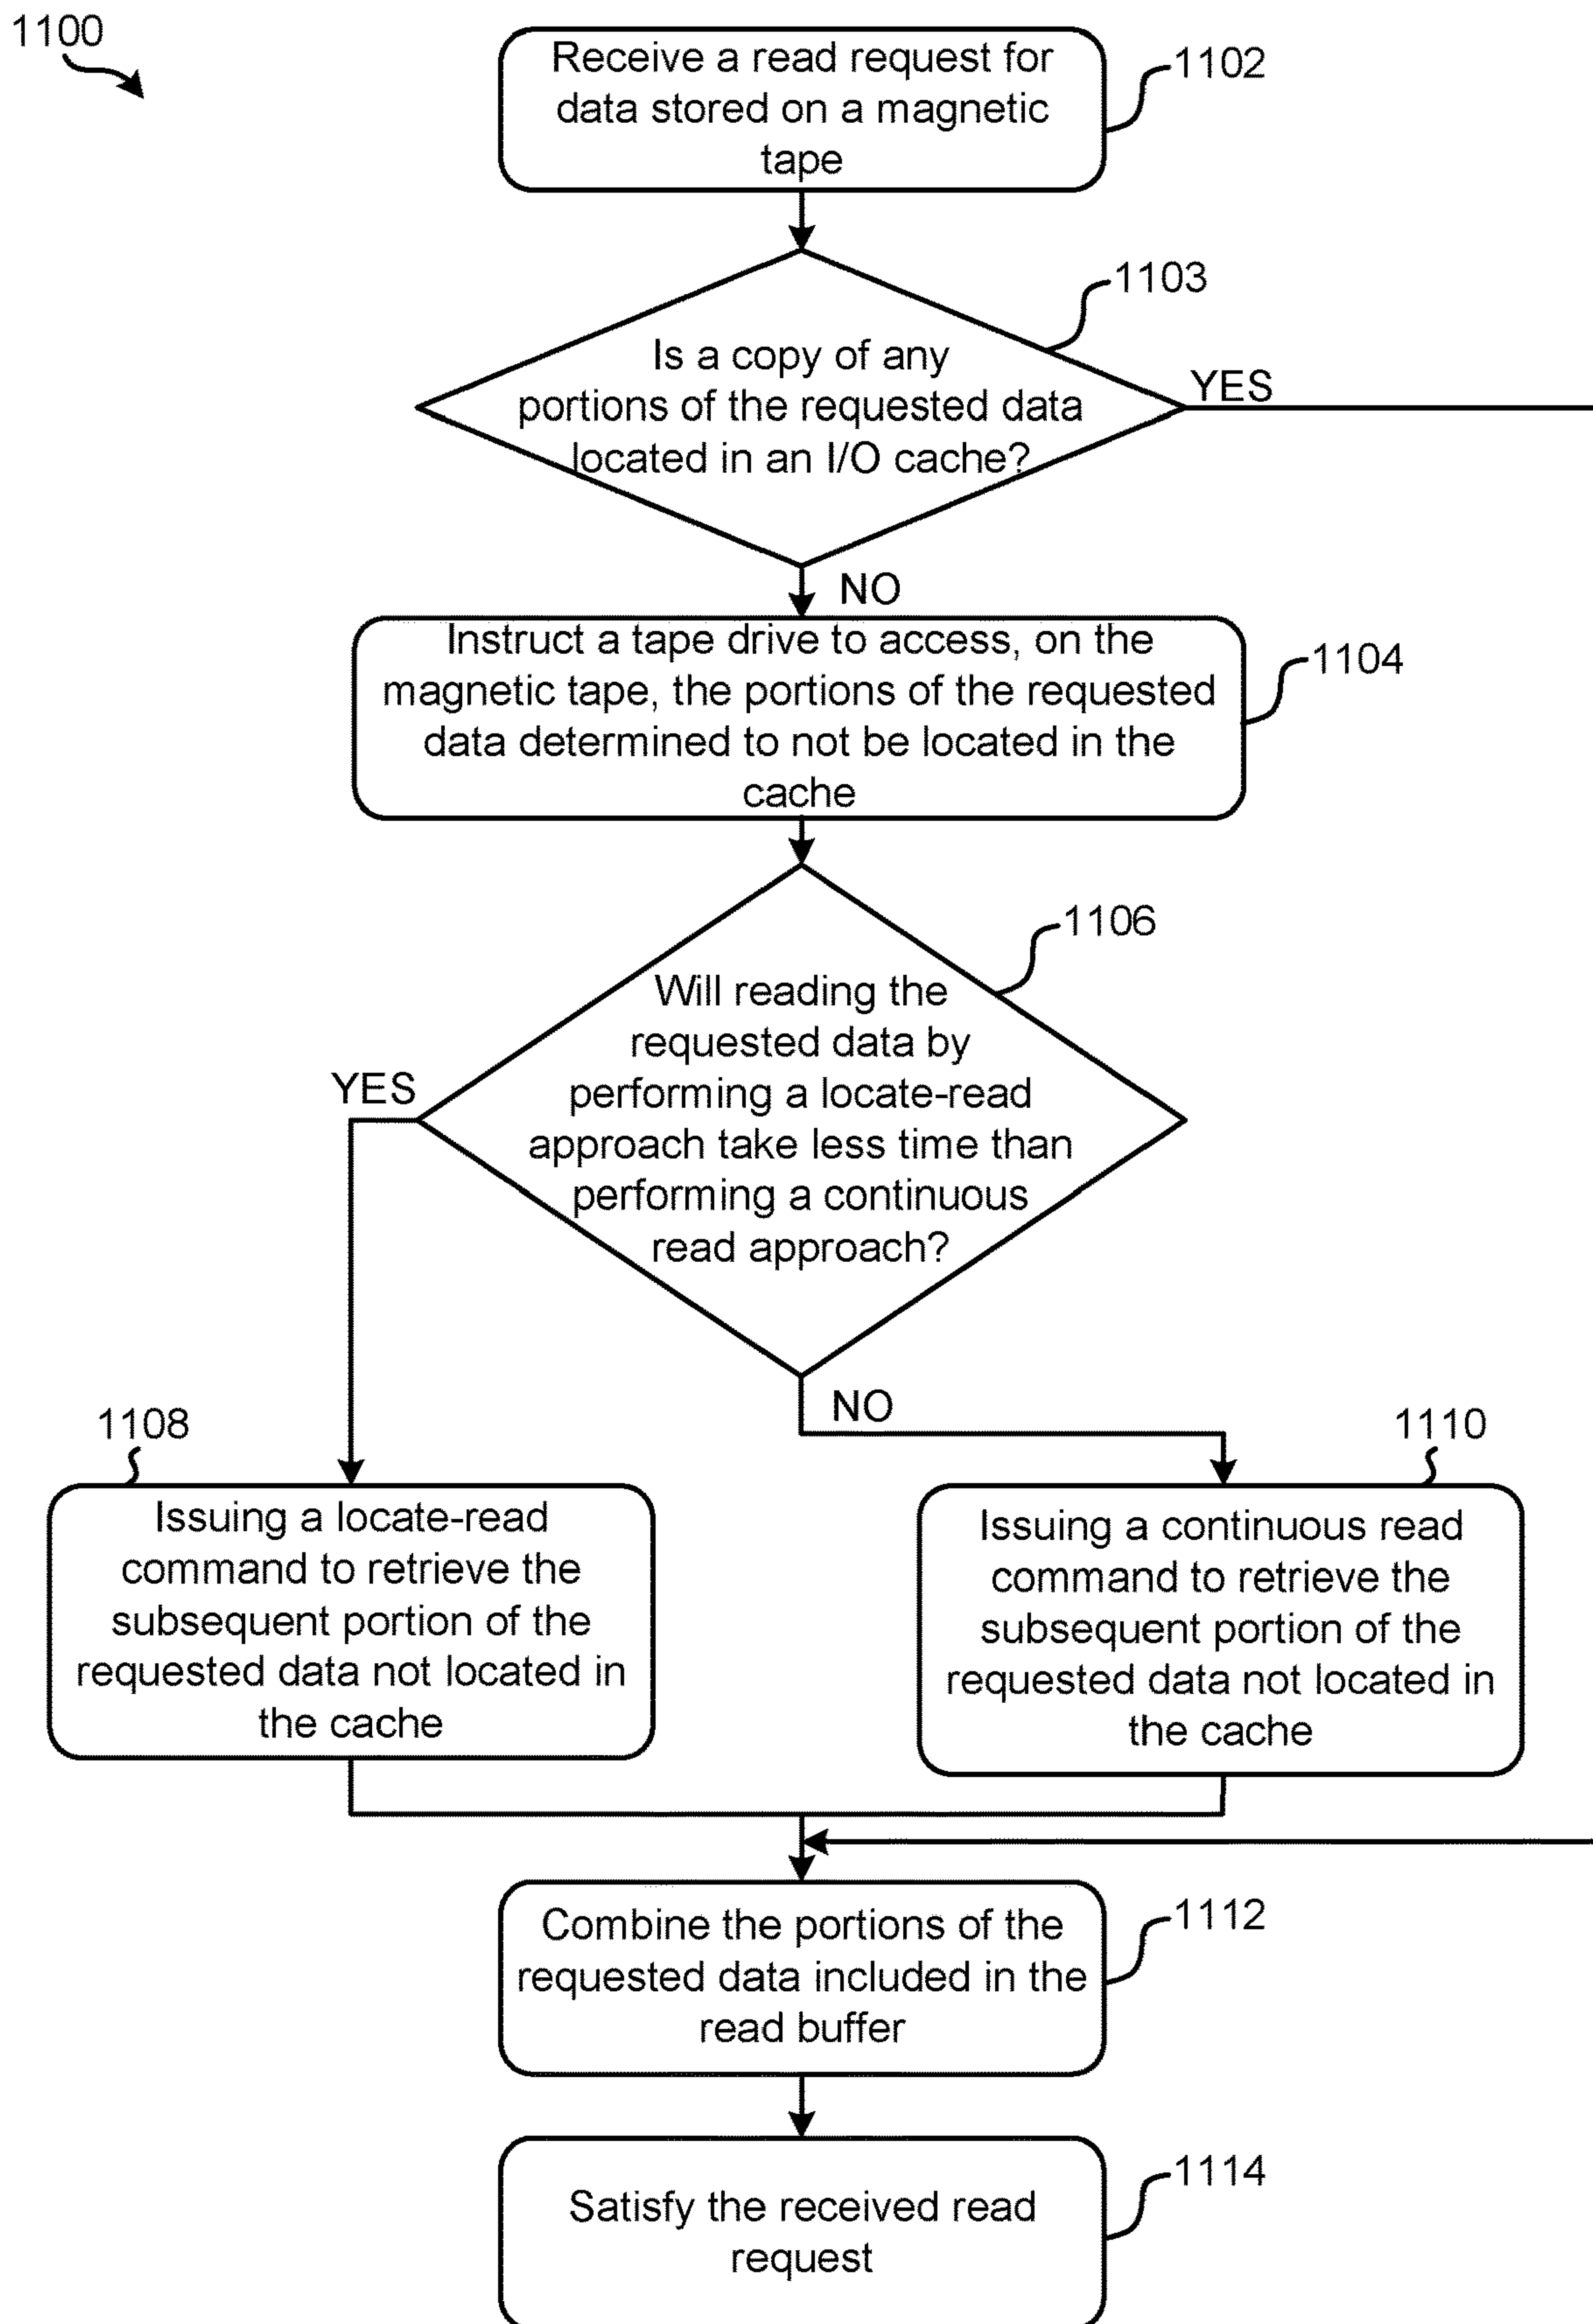 1100
Receive a read request for
data stored on a magnetic
tape
1102
1103
Is a copy of any
portions of the requested data
located in an I/O cache?
YES
NO
Instruct a tape drive to access, on the
magnetic tape, the portions of the requested
data determined to not be located in the
cache
1104
1106
Will reading the
requested data by
performing a locate-read
approach take less time than
performing a continuous
read approach?
YES
NO
1108
Issuing a locate-read
command to retrieve the
subsequent portion of the
requested data not located in
the cache
1110
Issuing a continuous read
command to retrieve the
subsequent portion of the
requested data not located in
the cache
Combine the portions of the
requested data included in the
read buffer
1112
Satisfy the received read
request
1114